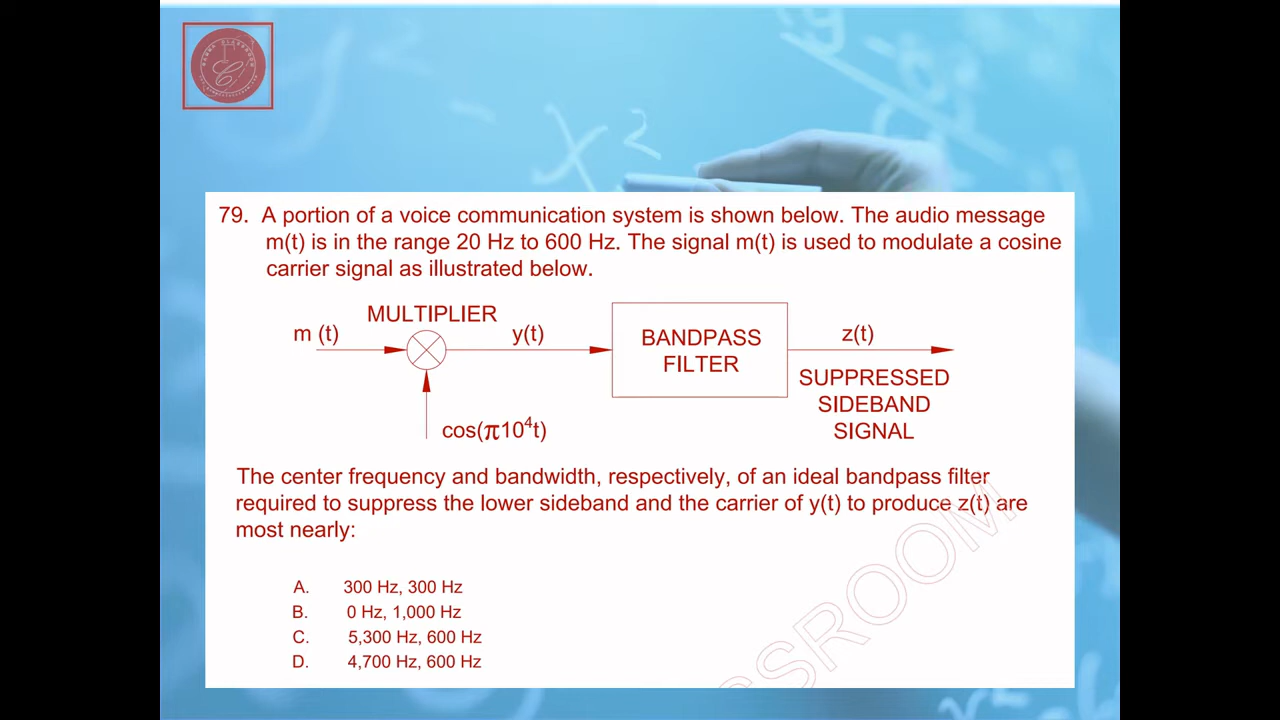 79. A portion of a voice communication system is shown below. The audio message
m(t) is in the range 20 Hz to 600 Hz. The signal m(t) is used to modulate a cosine
carrier signal as illustrated below.
MULTIPLIER
m (t)
y(t)
BANDPASS
FILTER
z(t)
SUPPRESSED
SIDEBAND
SIGNAL
cos(π10⁴t)
The center frequency and bandwidth, respectively, of an ideal bandpass filter
required to suppress the lower sideband and the carrier of y(t) to produce z(t) are
most nearly:
A. 300 Hz, 300 Hz
B. 0 Hz, 1,000 Hz
C. 5,300 Hz, 600 Hz
D. 4,700 Hz, 600 Hz